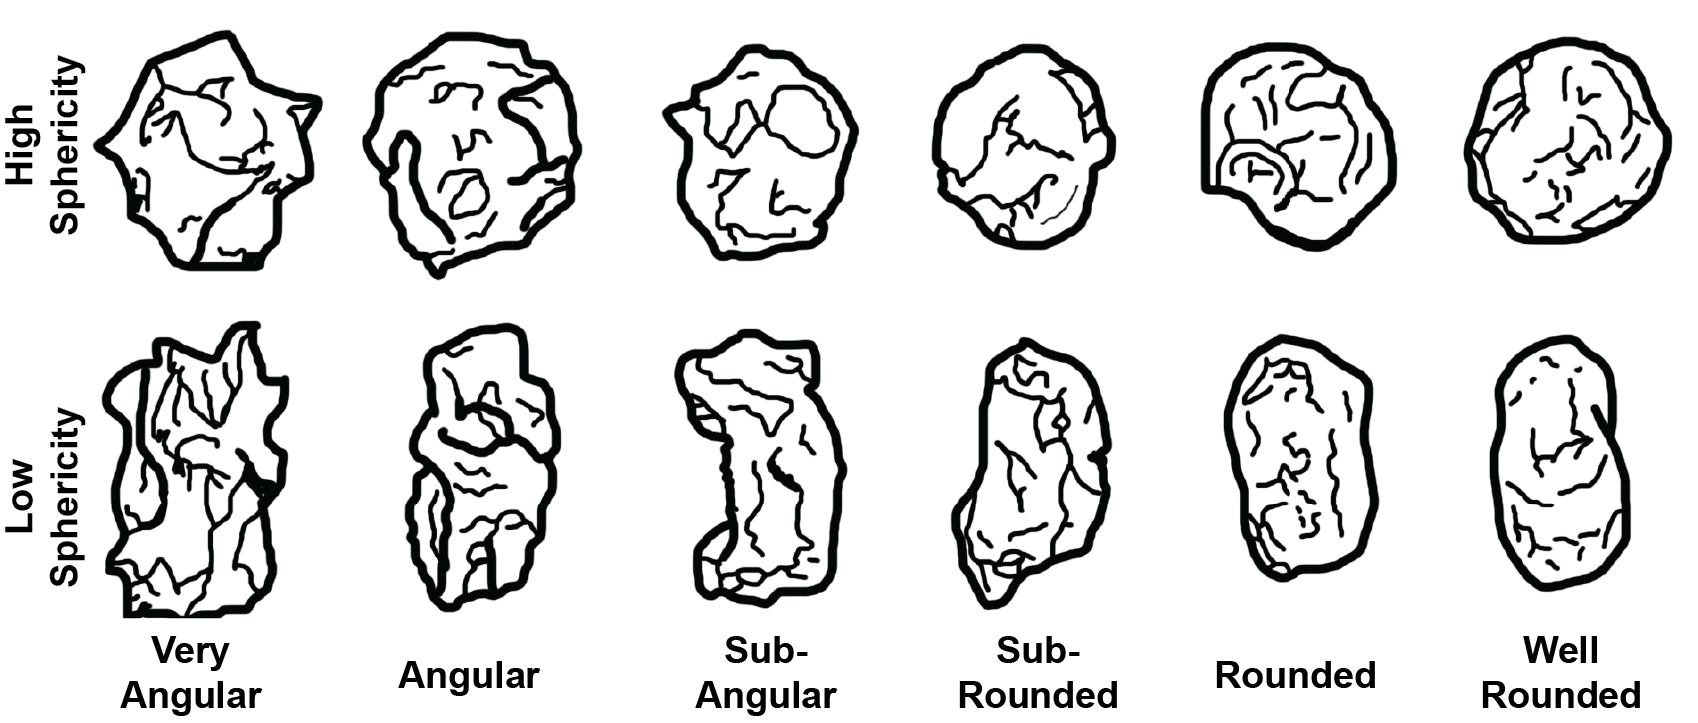 High
Sphericity
Low
Sphericity
Very
Angular
Angular
Sub-
Angular
Sub-
Rounded
Rounded
Well
Rounded